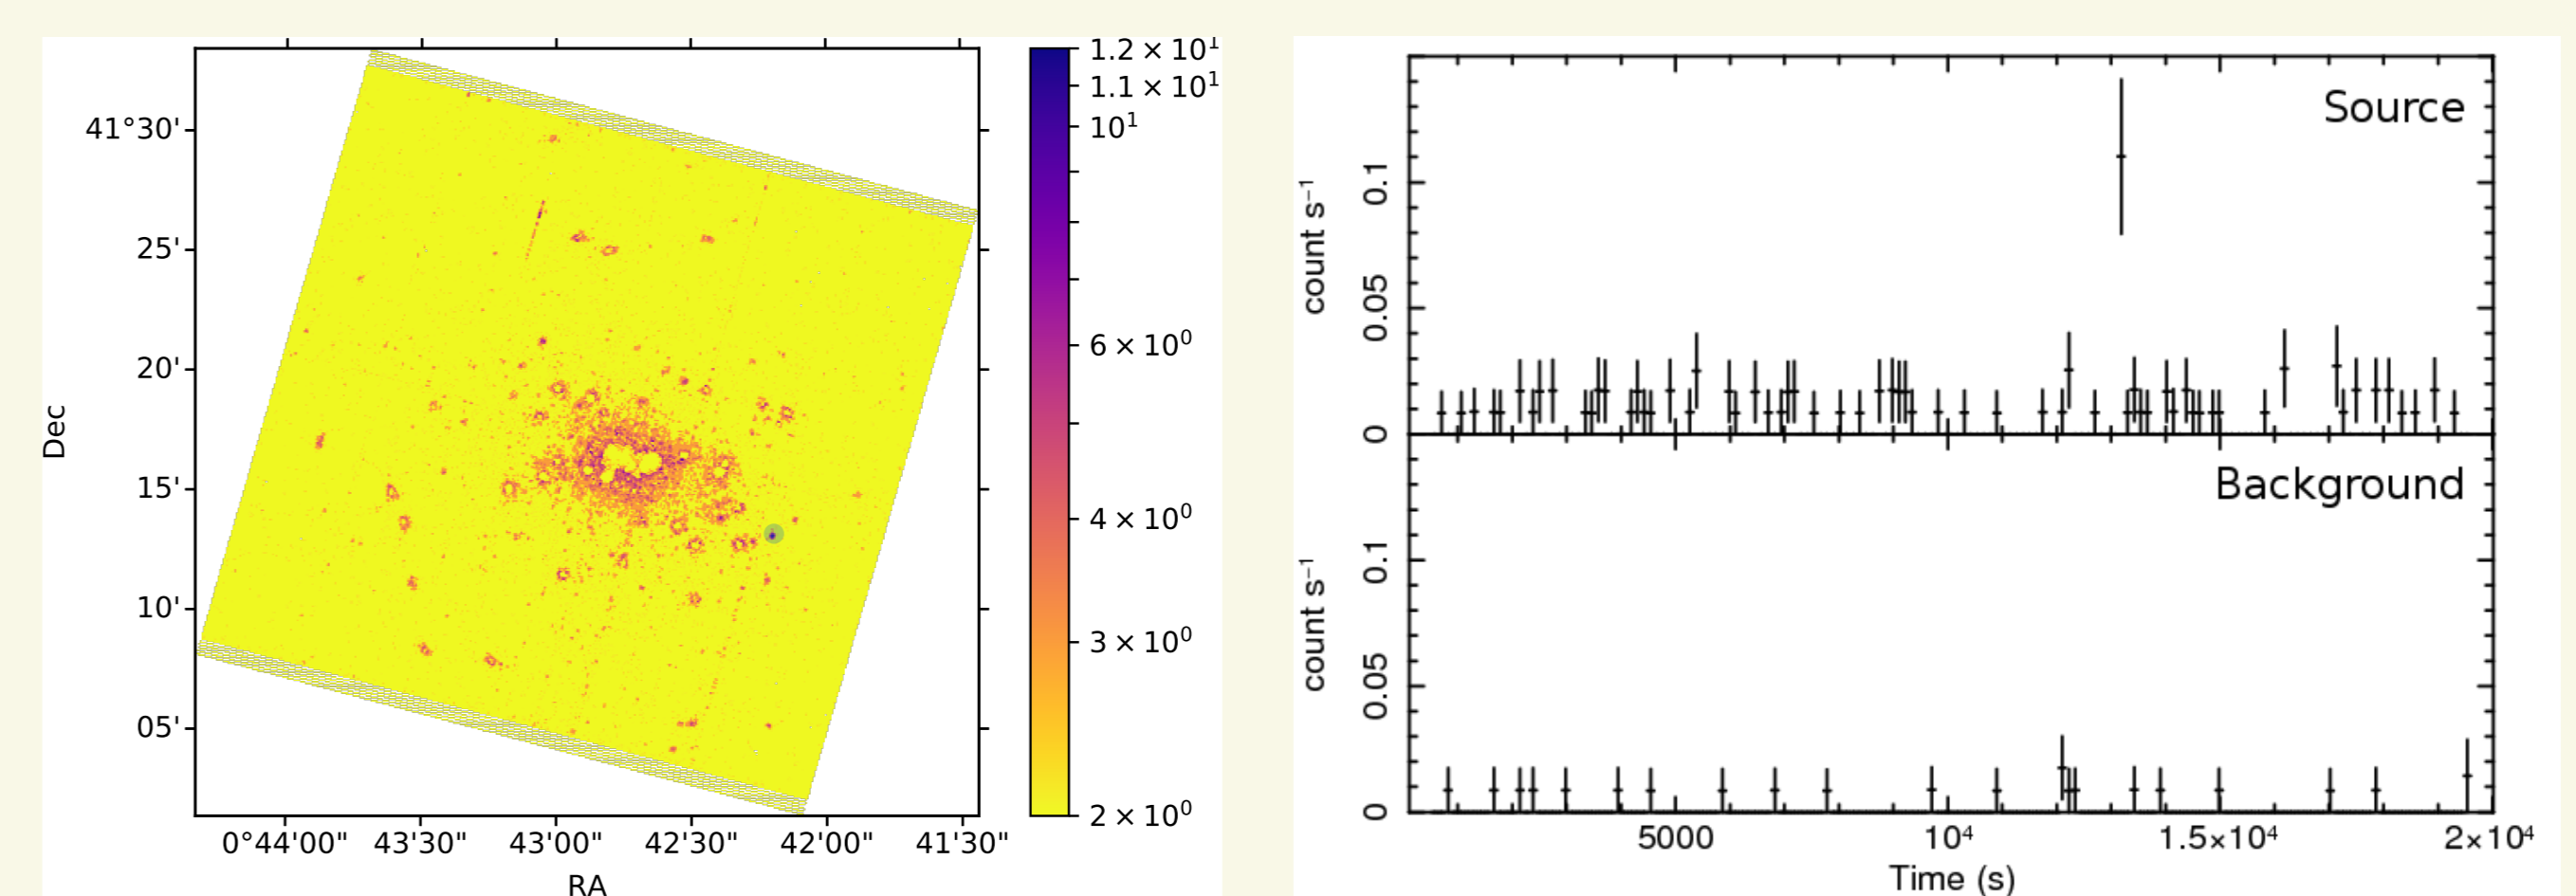 1.2 × 10¹
1.1 × 10¹
10¹
6 × 10⁰
4 × 10⁰
3 × 10⁰
2 × 10⁰
41°30'
25'
20'
15'
10'
05'
Dec
0°44'00" 43'30" 43'00" 42'30" 42'00" 41'30"
RA
Source
count s⁻¹
0.1
0.05
0
Background
count s⁻¹
0.1
0.05
0
5000 10⁴ 1.5×10⁴ 2×10⁴
Time (s)